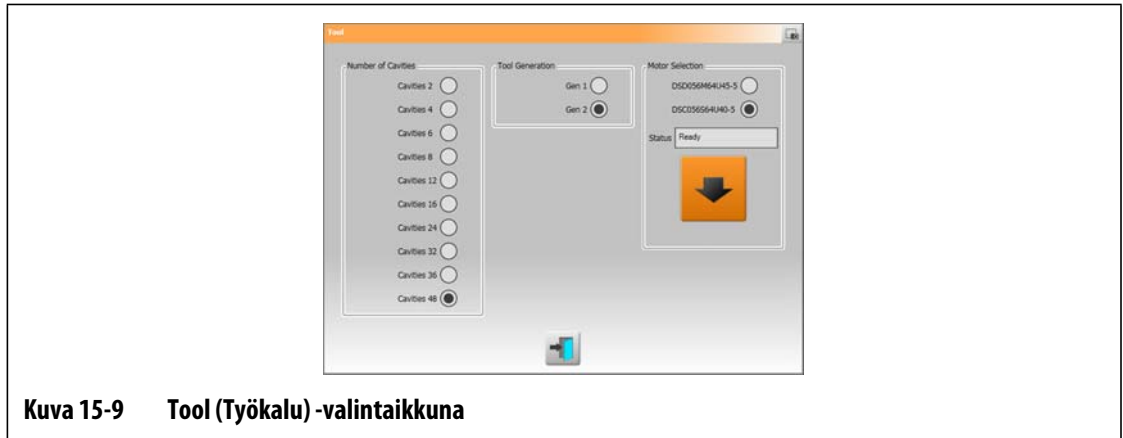 Tool
Number of Cavities
Cavities 2
Cavities 4
Cavities 6
Cavities 8
Cavities 12
Cavities 16
Cavities 24
Cavities 32
Cavities 36
Cavities 48
Tool Generation
Gen 1
Gen 2
Motor Selection
DSD056M64U45-5
DSC056S64U40-5
Status Ready
Kuva 15-9 Tool (Työkalu) -valintaikkuna